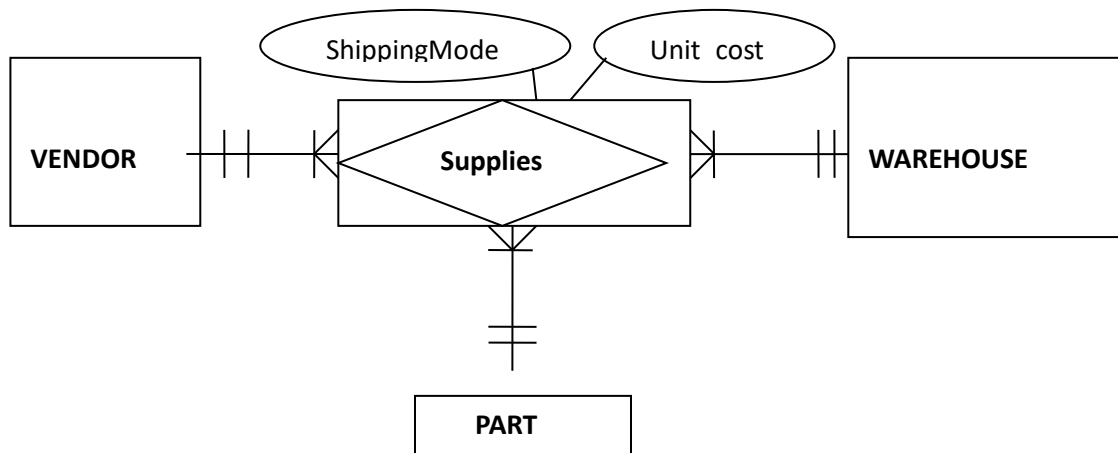 ShippingMode
Unit cost
VENDOR
Supplies
WAREHOUSE
PART